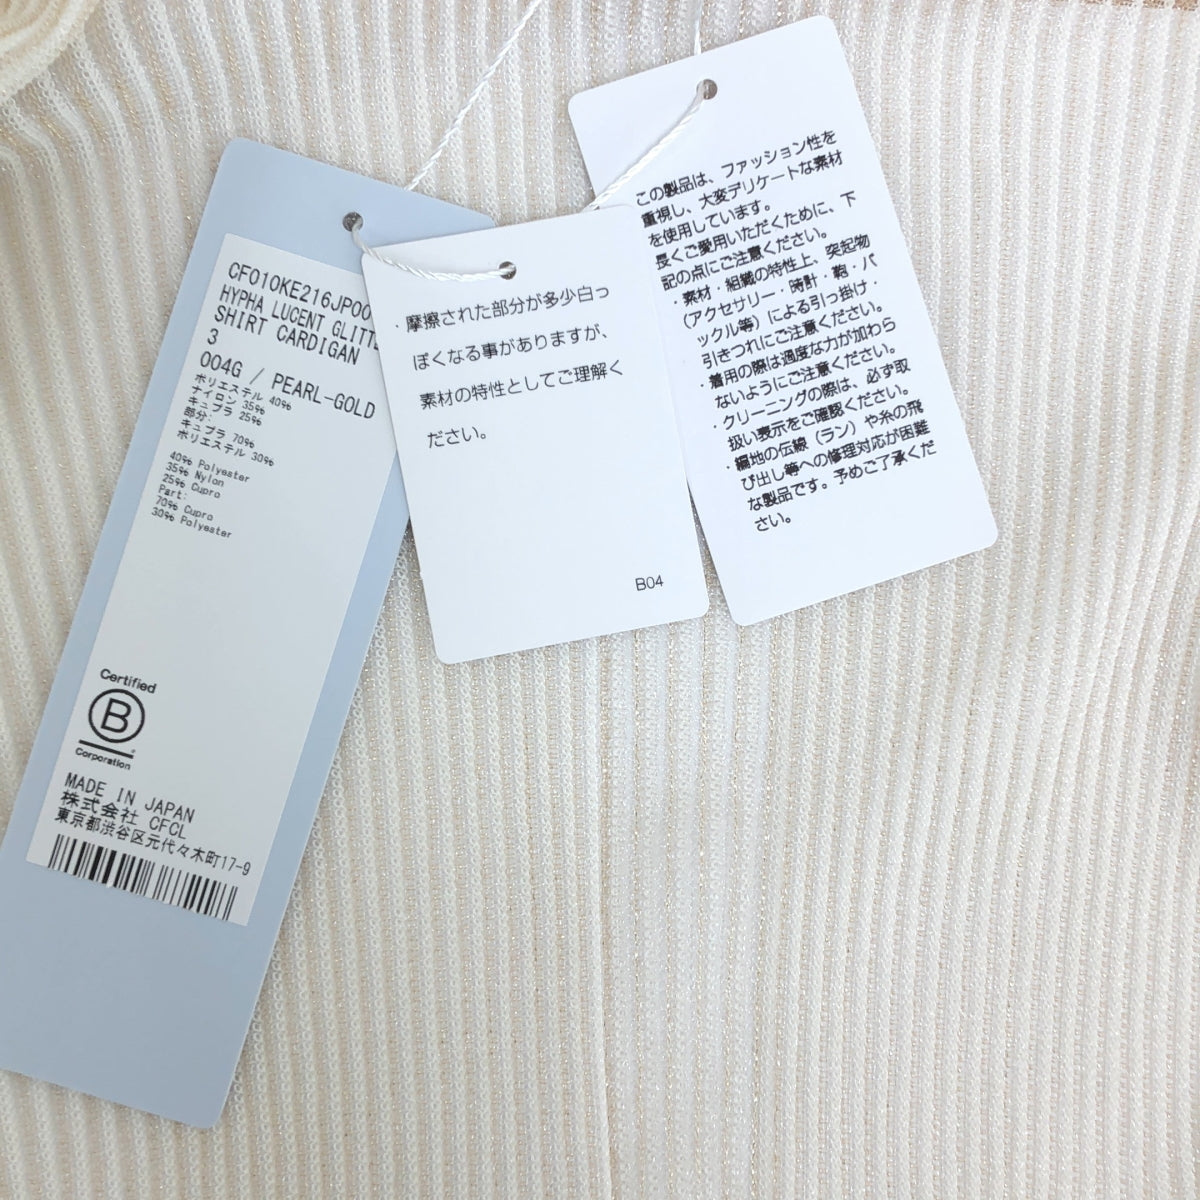 CF010KE216JP00
HYPHA LUCENT GLITT
SHIRT CARDIGAN
3
004G / PEARL-GOLD
ポリエステル 40%
ナイロン 35%
キュプラ 25%
部分:
キュプラ 70%
ポリエステル 30%
40% Polyester
35% Nylon
25% Cupro
Part:
70% Cupro
30% Polyester
Certified
B
Corporation
MADE IN JAPAN
株式会社 CFCL
東京都渋谷区元代々木町17-9
・摩擦された部分が多少白っ
ぽくなる事がありますが、
素材の特性としてご理解く
ださい。
B04
この製品は、ファッション性を
重視し、大変デリケートな素材
を使用しています。
長くご愛用いただくために、下
記の点にご注意ください。
・素材・組織の特性上、突起物
（アクセサリー・時計・鞄・バ
ックル等）による引っ掛け・
引きつれにご注意ください。
・着用の際は過度な力が加わら
ないようにご注意ください。
・クリーニングの際は、必ず取
扱い表示をご確認ください。
・編地の伝線（ラン）や糸の飛
び出し等への修理対応が困難
な製品です。予めご了承くだ
さい。